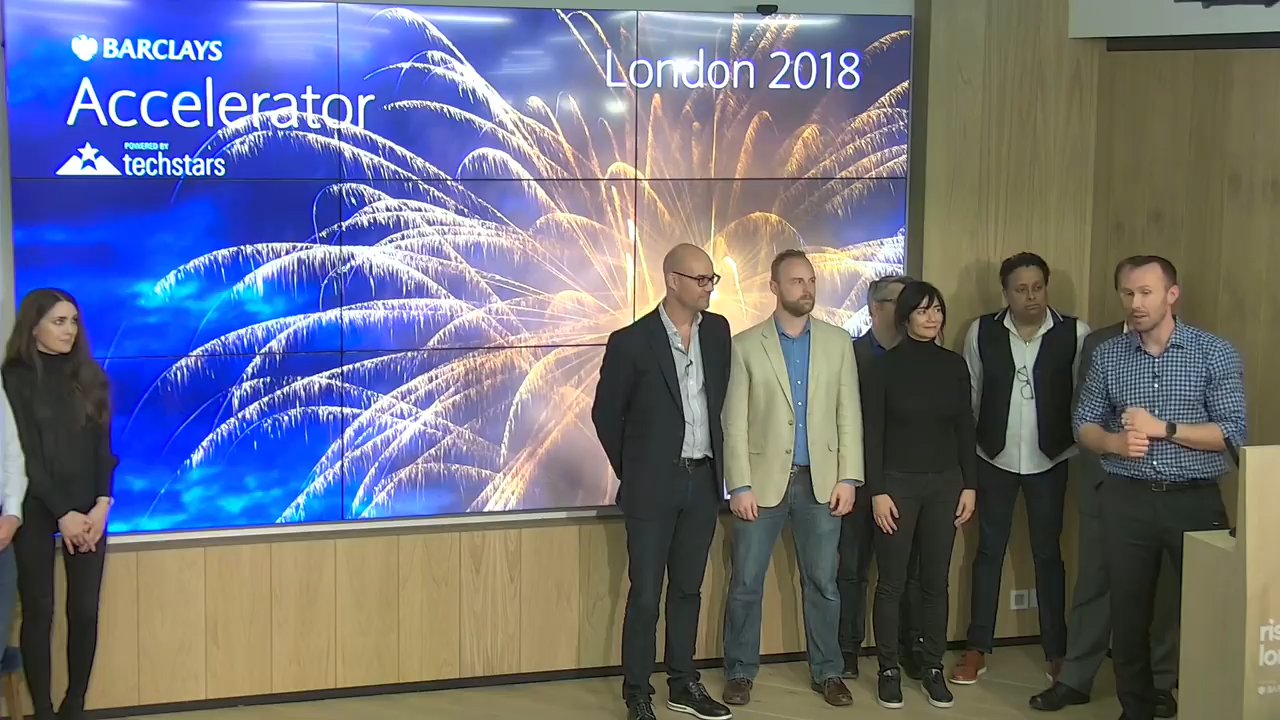 BARCLAYS
Accelerator
POWERED BY
techstars
London 2018